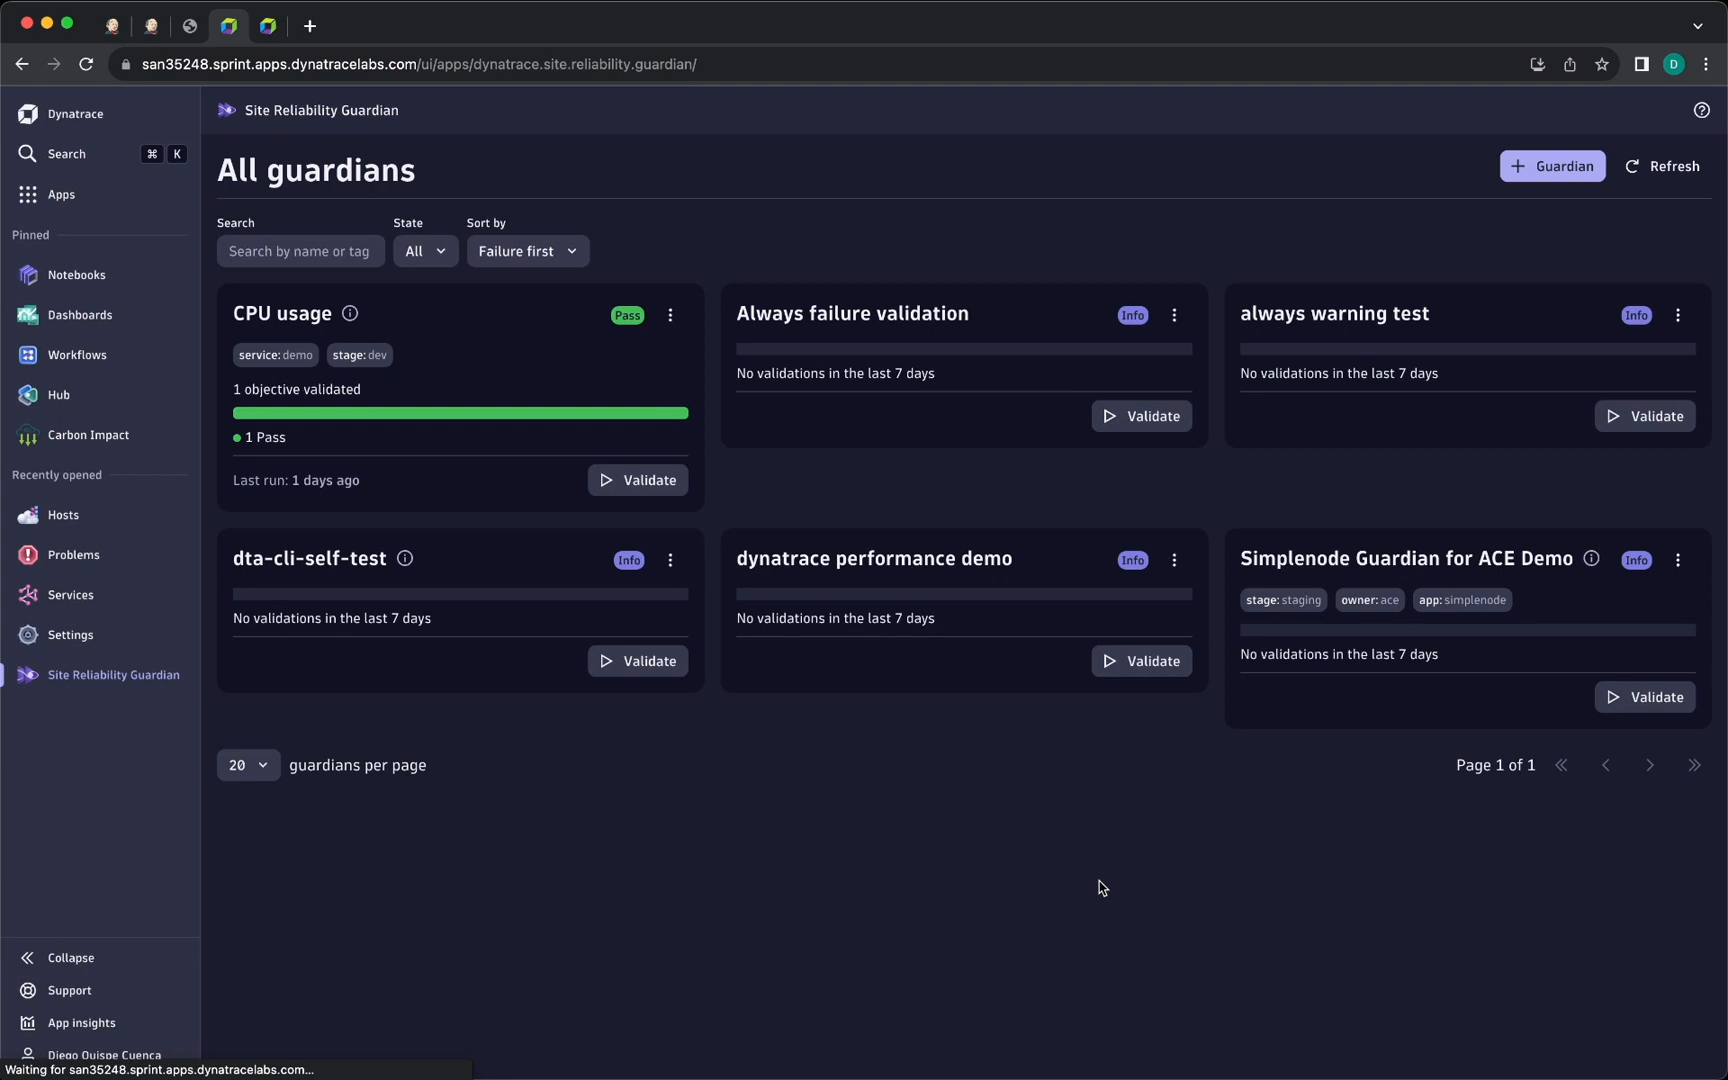 san35248.sprint.apps.dynatracelabs.com/ui/apps/dynatrace.site.reliability.guardian/
D
Dynatrace
Search ⌘ K
Apps
Pinned
Notebooks
Dashboards
Workflows
Hub
Carbon Impact
Recently opened
Hosts
Problems
Services
Settings
Site Reliability Guardian
Collapse
Support
App insights
Diego Quispe Cuenca
Waiting for san35248.sprint.apps.dynatracelabs.com...
Site Reliability Guardian
All guardians
Guardian
Refresh
Search
State
Sort by
Search by name or tag
All
Failure first
CPU usage
Pass
service: demo
stage: dev
1 objective validated
1 Pass
Last run: 1 days ago
Validate
Always failure validation
Info
No validations in the last 7 days
Validate
always warning test
Info
No validations in the last 7 days
Validate
dta-cli-self-test
Info
No validations in the last 7 days
Validate
dynatrace performance demo
Info
No validations in the last 7 days
Validate
Simplenode Guardian for ACE Demo
Info
stage: staging
owner: ace
app: simplenode
No validations in the last 7 days
Validate
20
guardians per page
Page 1 of 1